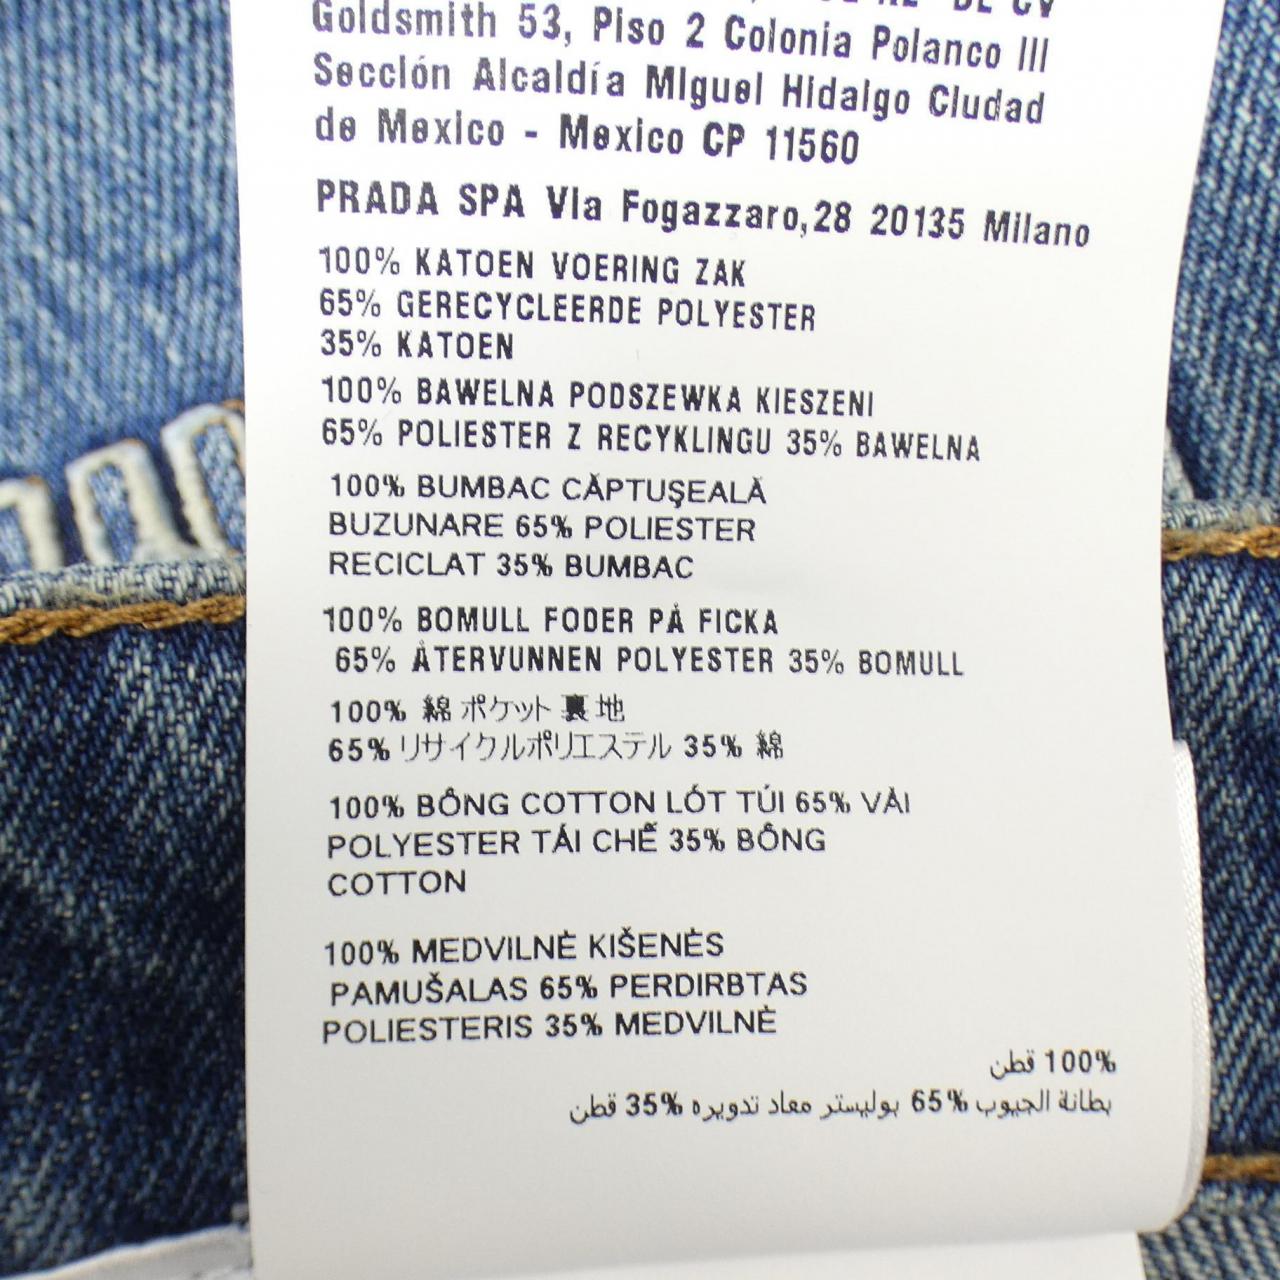 DE CV
Goldsmith 53, Piso 2 Colonia Polanco III
Sección Alcaldía Miguel Hidalgo Ciudad
de Mexico - Mexico CP 11560
PRADA SPA Via Fogazzaro,28 20135 Milano
100% KATOEN VOERING ZAK
65% GERECYCLEERDE POLYESTER
35% KATOEN
100% BAWELNA PODSZEWKA KIESZENI
65% POLIESTER Z RECYKLINGU 35% BAWELNA
100% BUMBAC CĂPTUŞEALĂ
BUZUNARE 65% POLIESTER
RECICLAT 35% BUMBAC
100% BOMULL FODER PÅ FICKA
65% ÅTERVUNNEN POLYESTER 35% BOMULL
100% 綿 ポケット 裏 地
65% リサイクルポリエステル 35% 綿
100% BÔNG COTTON LÓT TÚI 65% VẢI
POLYESTER TÁI CHẾ 35% BÔNG
COTTON
100% MEDVILNĖ KIŠENĖS
PAMUŠALAS 65% PERDIRBTAS
POLIESTERIS 35% MEDVILNĖ
100% قطن
بطانة الجيوب 65% بوليستر معاد تدويره 35% قطن